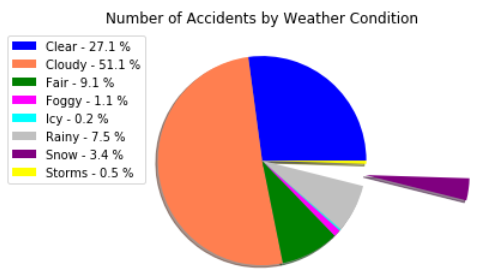 Number of Accidents by Weather Condition
Clear - 27.1 %
Cloudy - 51.1 %
Fair - 9.1 %
Foggy - 1.1 %
Icy - 0.2 %
Rainy - 7.5 %
Snow - 3.4 %
Storms - 0.5 %